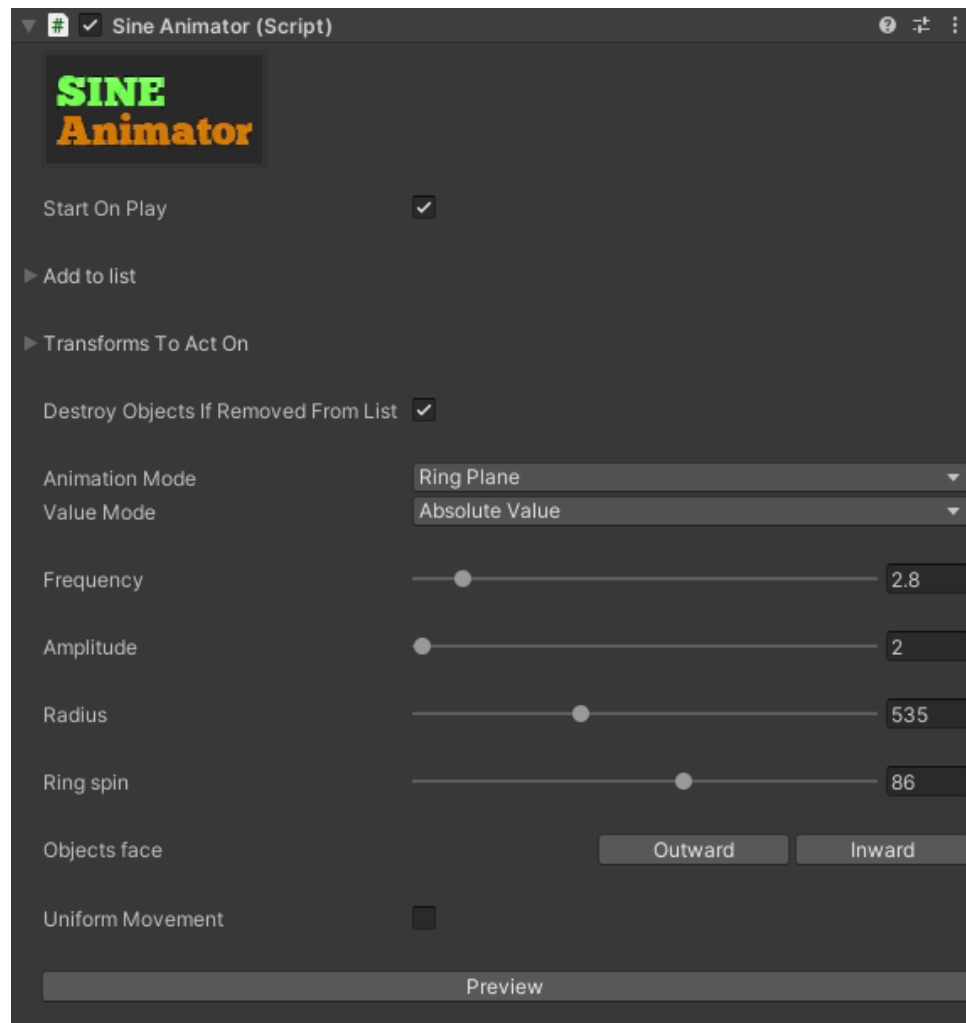 # Sine Animator (Script)
SINE
Animator
Start On Play
Add to list
Transforms To Act On
Destroy Objects If Removed From List
Animation Mode Ring Plane
Value Mode Absolute Value
Frequency 2.8
Amplitude 2
Radius 535
Ring spin 86
Objects face Outward Inward
Uniform Movement
Preview